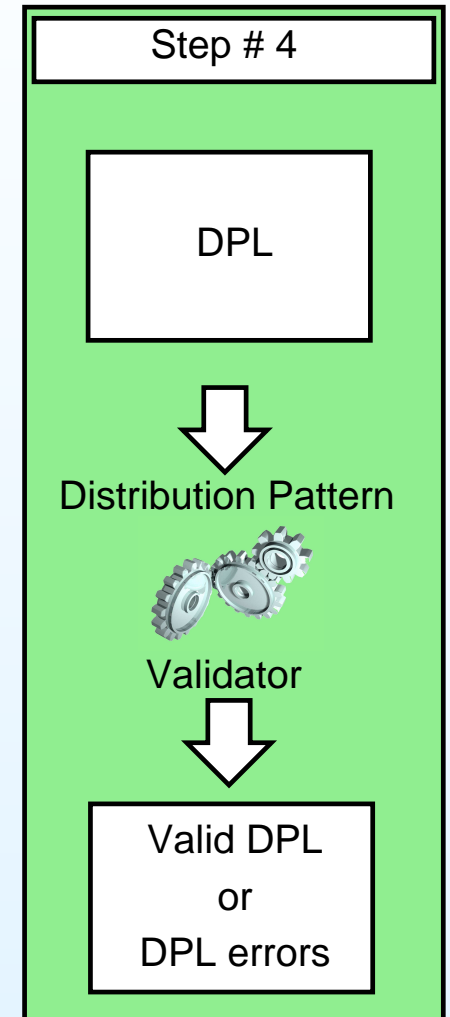 Step # 4
DPL
Distribution Pattern
Validator
Valid DPL
or
DPL errors